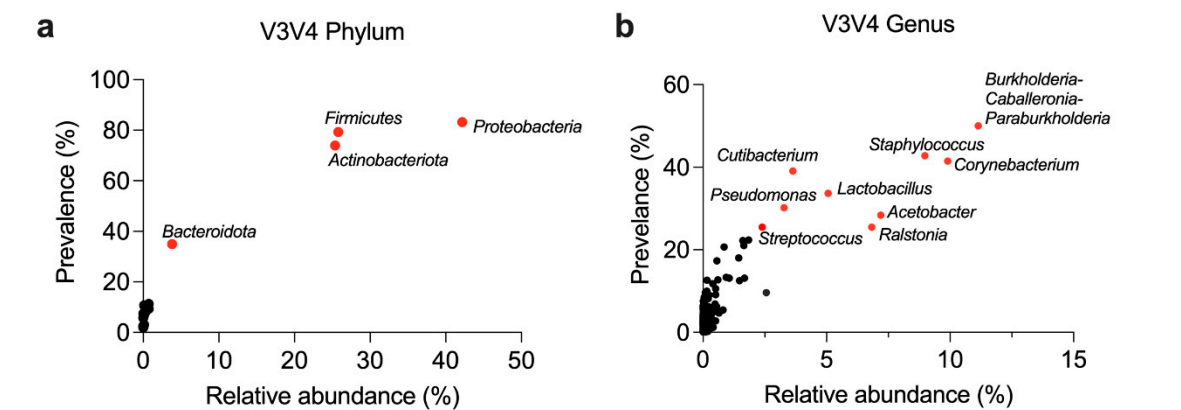 a
V3V4 Phylum
Prevalence (%)
100
80
60
40
20
0
Firmicutes
Proteobacteria
Actinobacteriota
Bacteroidota
0 10 20 30 40 50
Relative abundance (%)
b
V3V4 Genus
Prevelance (%)
60
40
20
0
Burkholderia-
Caballeronia-
Paraburkholderia
Staphylococcus
Corynebacterium
Cutibacterium
Lactobacillus
Pseudomonas
Acetobacter
Streptococcus
Ralstonia
0 5 10 15
Relative abundance (%)